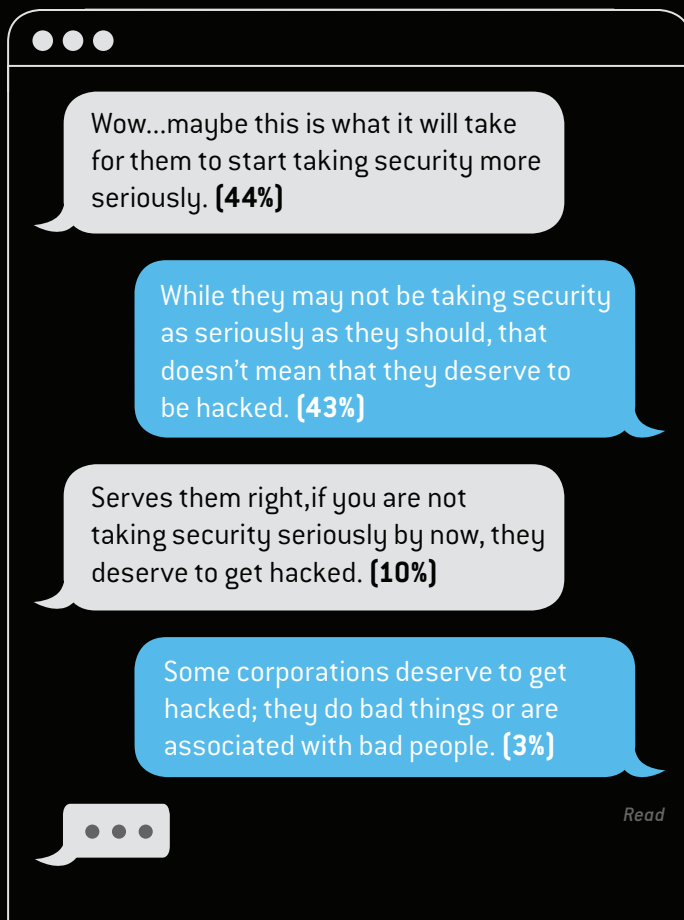 Wow...maybe this is what it will take
for them to start taking security more
seriously. (44%)
While they may not be taking security
as seriously as they should, that
doesn't mean that they deserve to
be hacked. (43%)
Serves them right,if you are not
taking security seriously by now, they
deserve to get hacked. (10%)
Some corporations deserve to get
hacked; they do bad things or are
associated with bad people. (3%)
Read